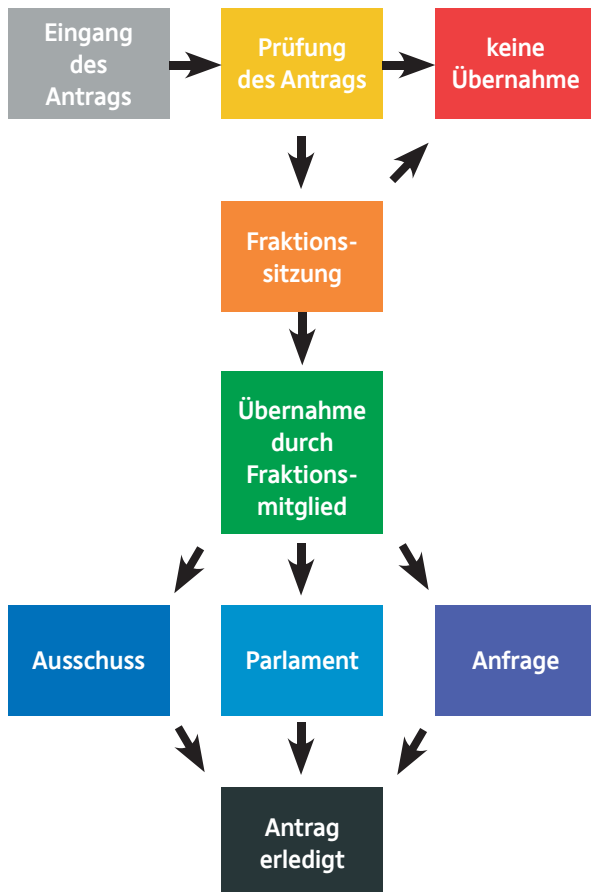 Eingang
des
Antrags
Prüfung
des Antrags
keine
Übernahme
Fraktions-
sitzung
Übernahme
durch
Fraktions-
mitglied
Ausschuss
Parlament
Anfrage
Antrag
erledigt